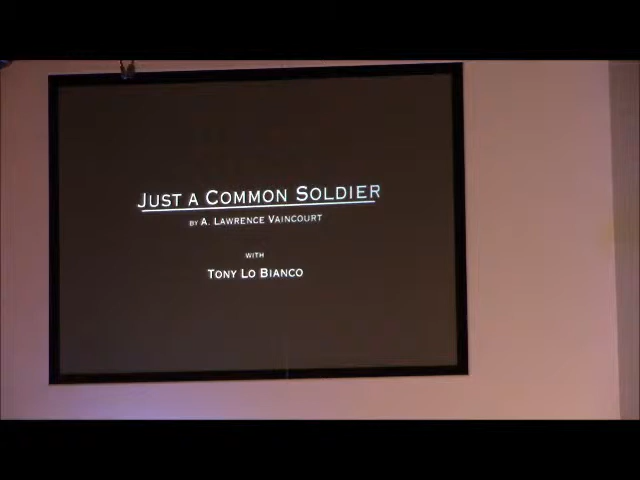 JUST A COMMON SOLDIER
BY A. LAWRENCE VAINCOURT
WITH
TONY LO BIANCO